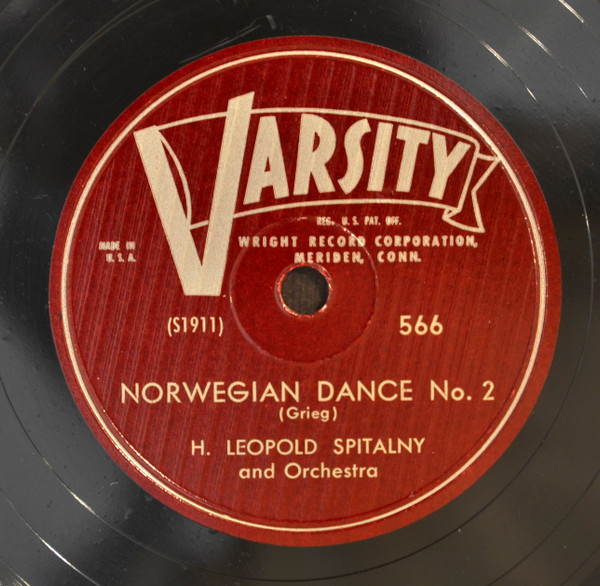 VARSITY
REG. U.S. PAT. OFF.
WRIGHT RECORD CORPORATION,
MERIDEN, CONN.
MADE IN
U.S.A.
(S1911)
566
NORWEGIAN DANCE No. 2
(Grieg)
H. LEOPOLD SPITALNY
and Orchestra